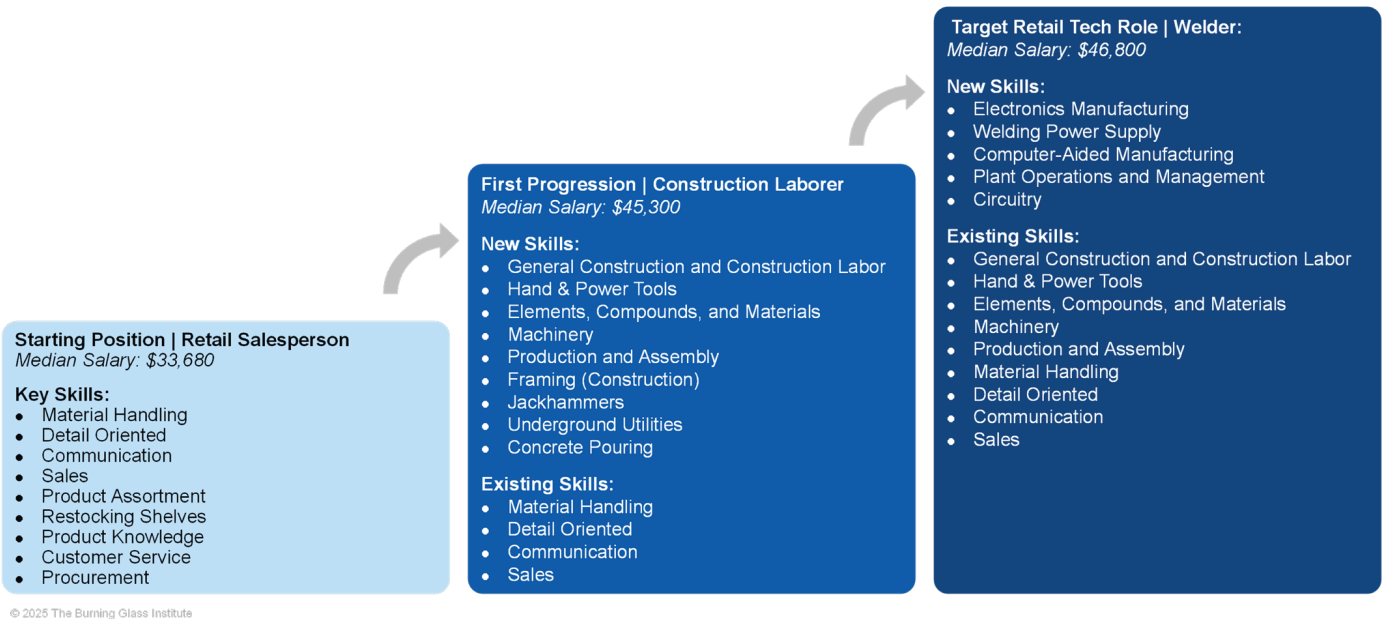 Starting Position | Retail Salesperson
Median Salary: $33,680
Key Skills:
● Material Handling
● Detail Oriented
● Communication
● Sales
● Product Assortment
● Restocking Shelves
● Product Knowledge
● Customer Service
● Procurement
First Progression | Construction Laborer
Median Salary: $45,300
New Skills:
● General Construction and Construction Labor
● Hand & Power Tools
● Elements, Compounds, and Materials
● Machinery
● Production and Assembly
● Framing (Construction)
● Jackhammers
● Underground Utilities
● Concrete Pouring
Existing Skills:
● Material Handling
● Detail Oriented
● Communication
● Sales
Target Retail Tech Role | Welder:
Median Salary: $46,800
New Skills:
● Electronics Manufacturing
● Welding Power Supply
● Computer-Aided Manufacturing
● Plant Operations and Management
● Circuitry
Existing Skills:
● General Construction and Construction Labor
● Hand & Power Tools
● Elements, Compounds, and Materials
● Machinery
● Production and Assembly
● Material Handling
● Detail Oriented
● Communication
● Sales
© 2025 The Burning Glass Institute